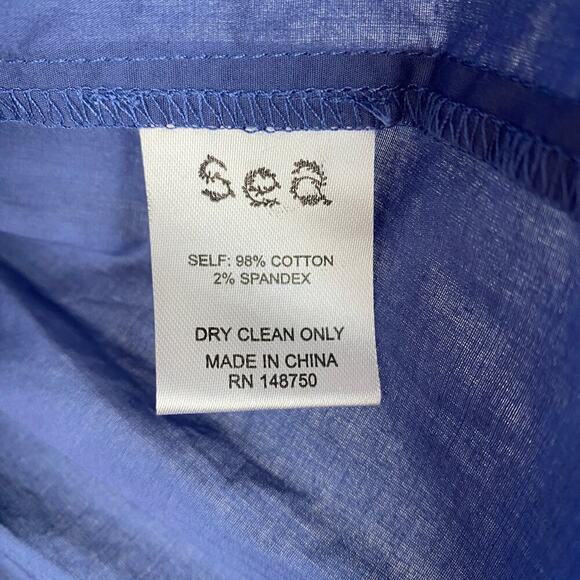 sea
SELF: 98% COTTON
2% SPANDEX
DRY CLEAN ONLY
MADE IN CHINA
RN 148750